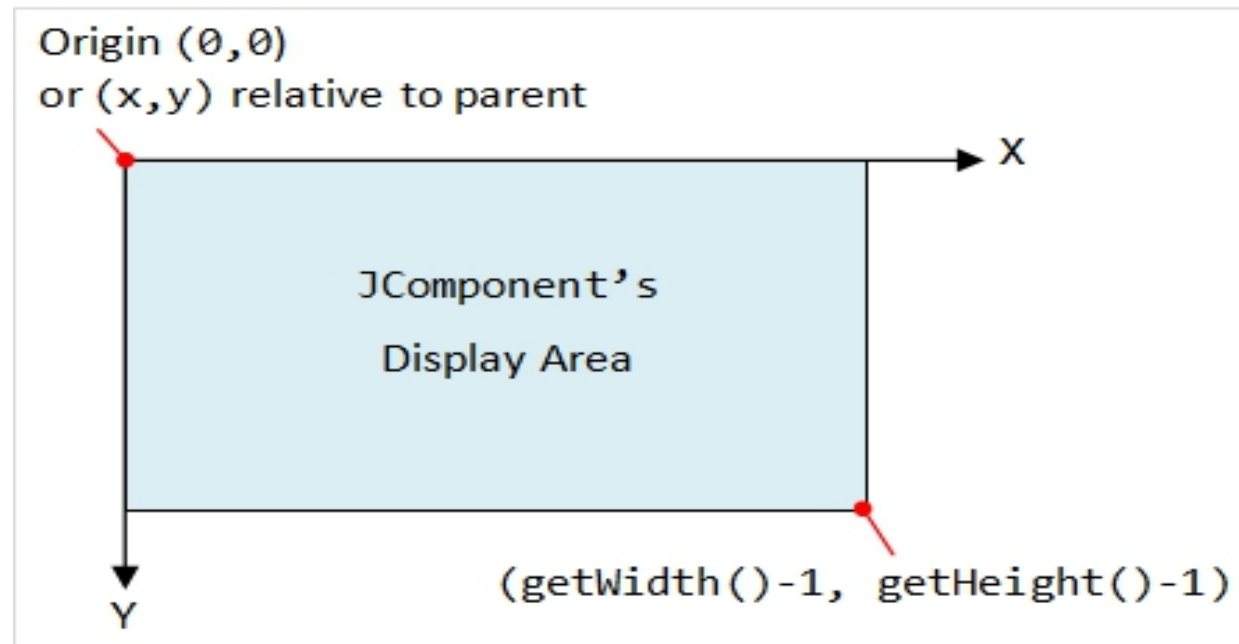 Origin (0,0)
or (x,y) relative to parent
X
JComponent’s
Display Area
(getWidth()-1, getHeight()-1)
Y